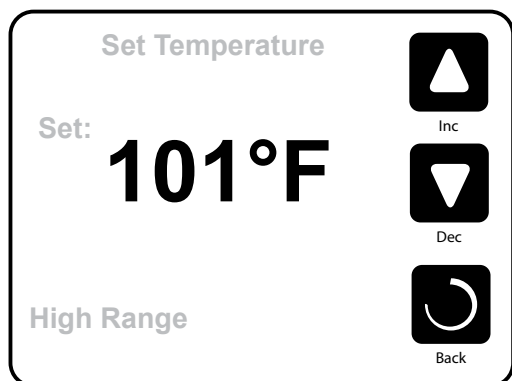 Set Temperature
Set:
101°F
High Range
Inc
Dec
Back